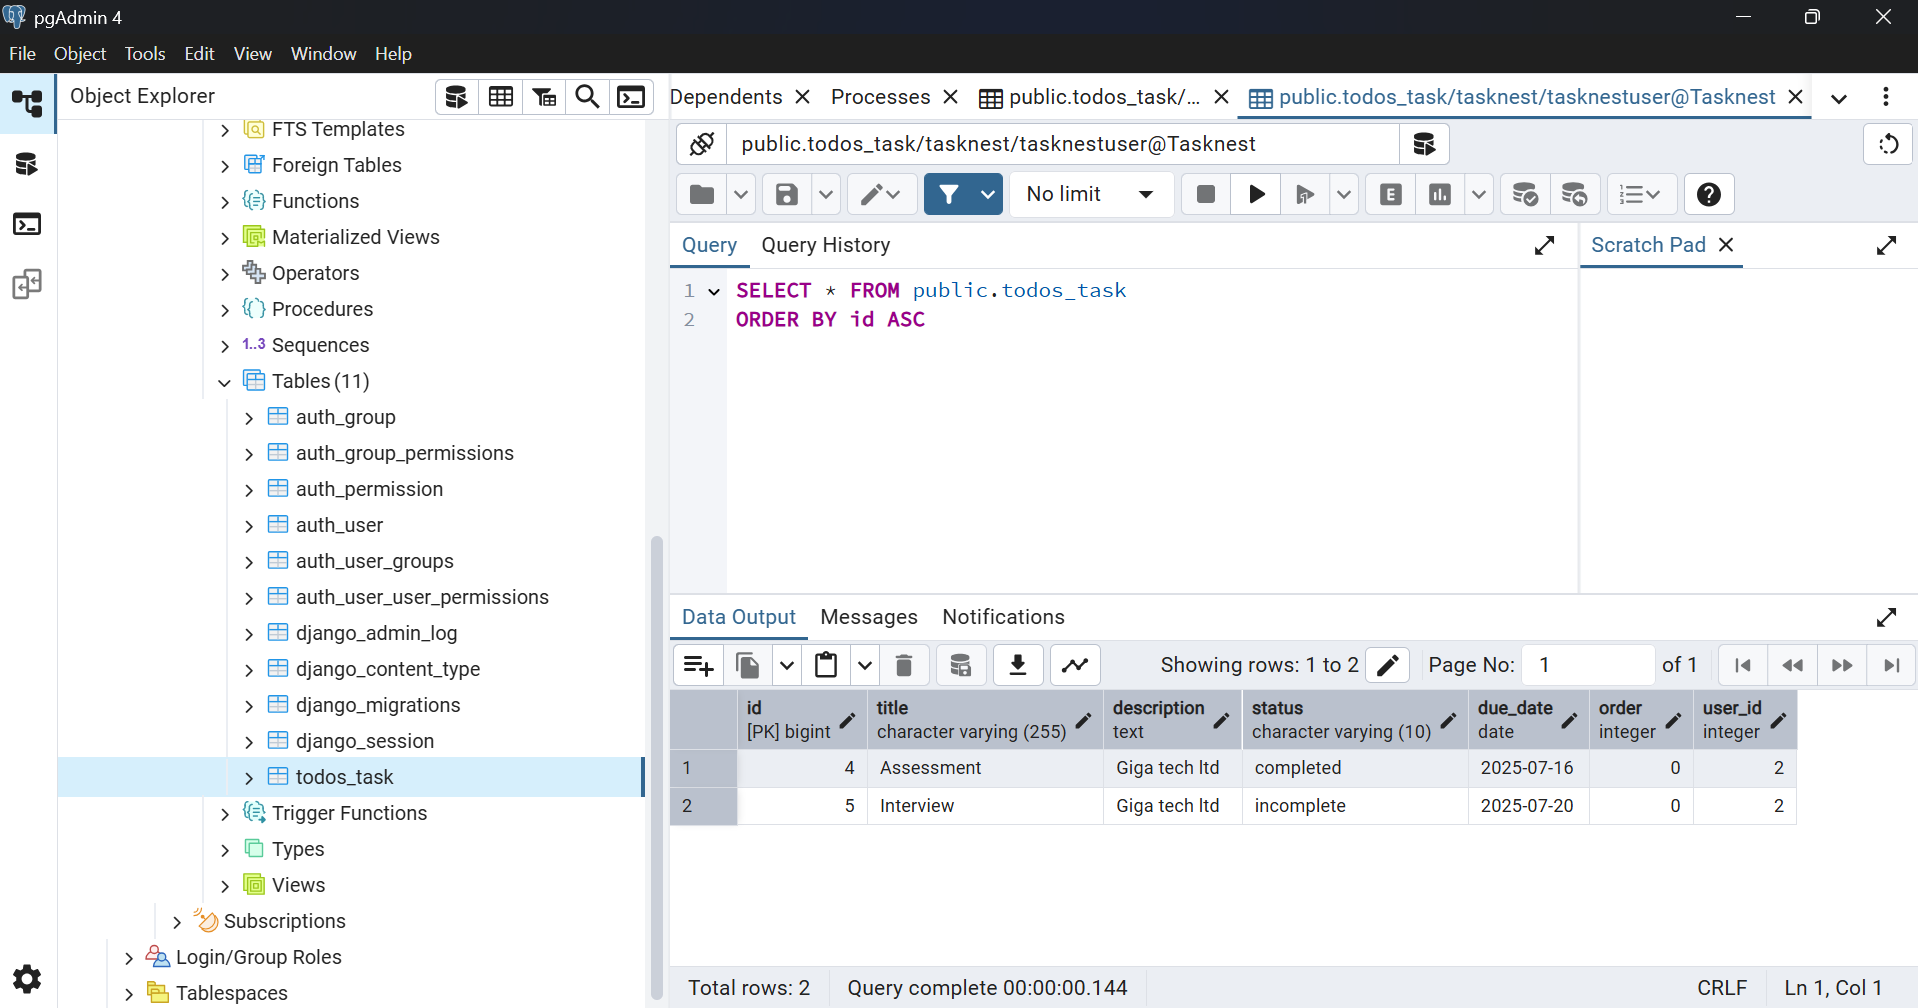 pgAdmin 4
File Object Tools Edit View Window Help
Object Explorer
FTS Templates
Foreign Tables
Functions
Materialized Views
Operators
Procedures
1..3 Sequences
Tables (11)
auth_group
auth_group_permissions
auth_permission
auth_user
auth_user_groups
auth_user_user_permissions
django_admin_log
django_content_type
django_migrations
django_session
todos_task
Trigger Functions
Types
Views
Subscriptions
Login/Group Roles
Tablespaces
Dependents Processes public.todos_task/... public.todos_task/tasknest/tasknestuser@Tasknest
public.todos_task/tasknest/tasknestuser@Tasknest
No limit E
Query Query History Scratch Pad
1 SELECT * FROM public.todos_task
2 ORDER BY id ASC
Data Output Messages Notifications
Showing rows: 1 to 2 Page No: 1 of 1
id title description status due_date order user_id
[PK] bigint character varying (255) text character varying (10) date integer integer
1 4 Assessment Giga tech ltd completed 2025-07-16 0 2
2 5 Interview Giga tech ltd incomplete 2025-07-20 0 2
Total rows: 2 Query complete 00:00:00.144 CRLF Ln 1, Col 1